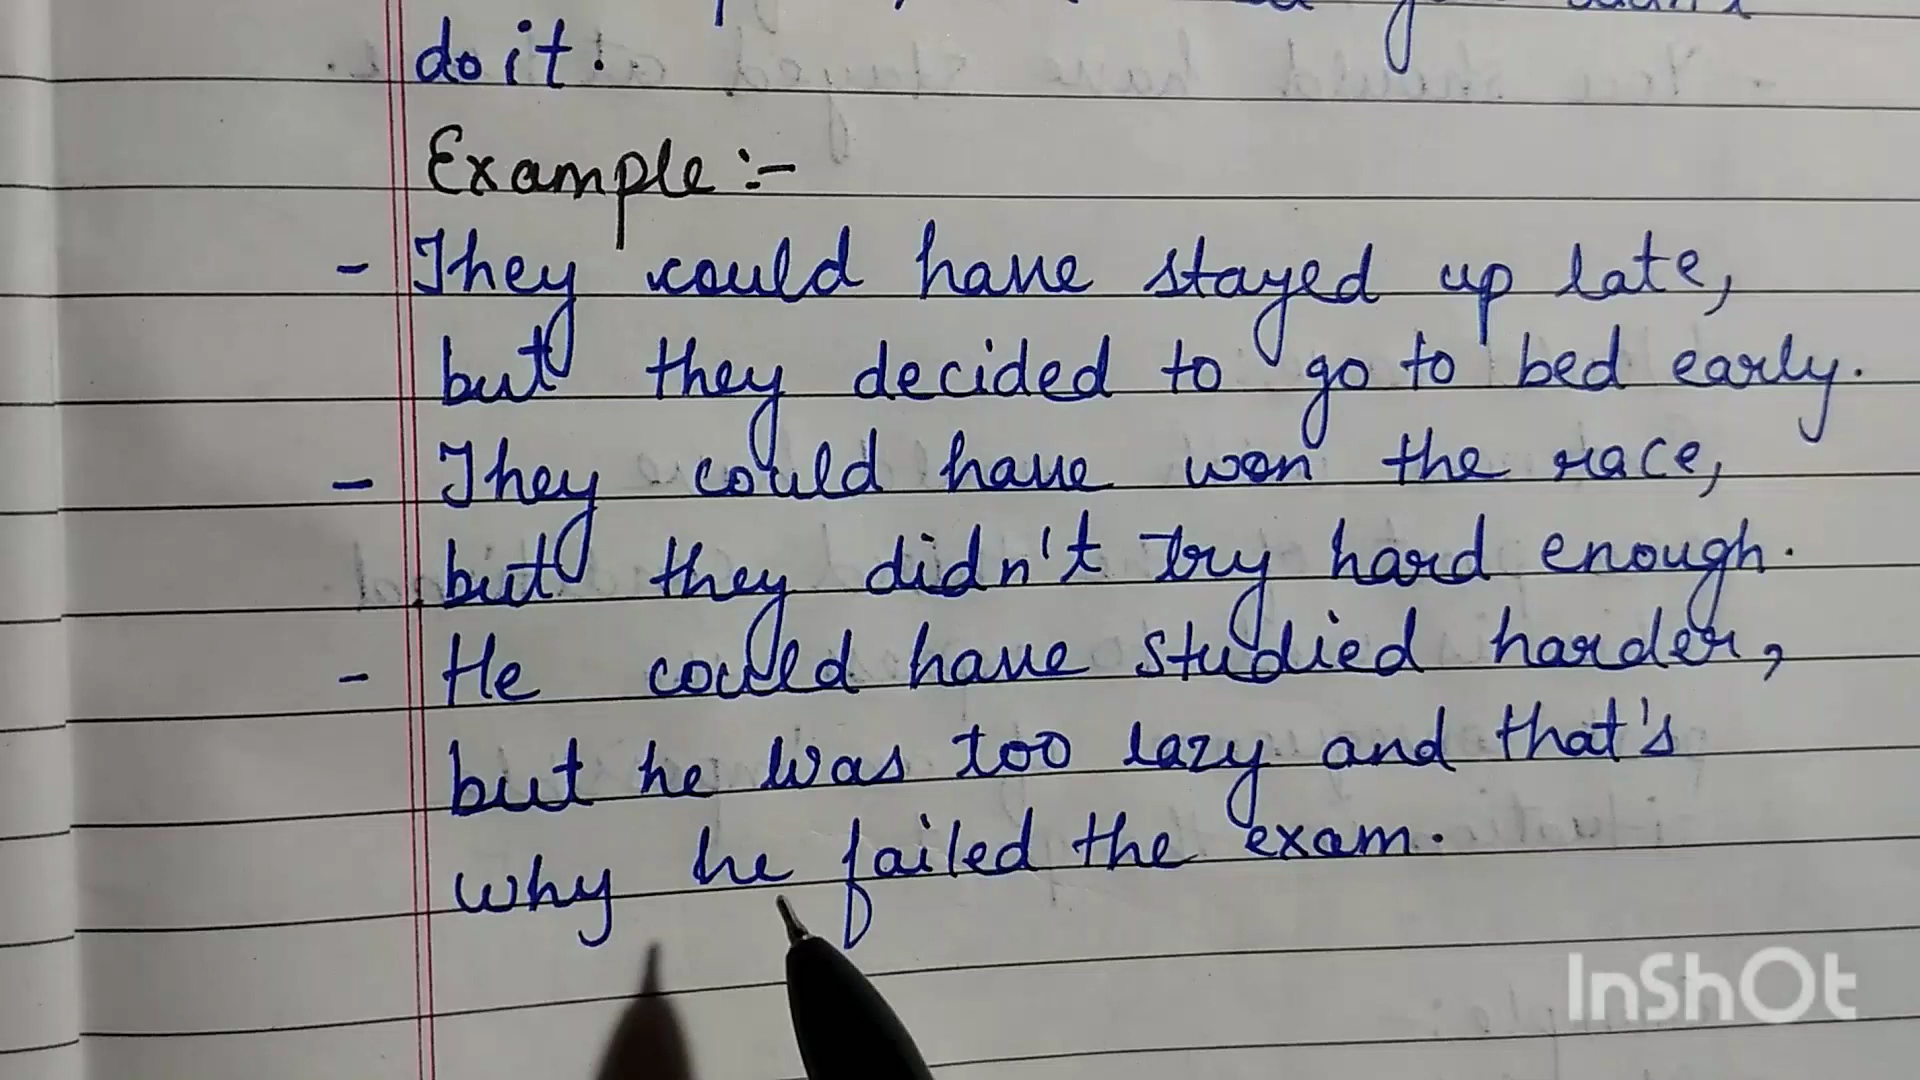 do it.
Example :-
- They could have stayed up late,
but they decided to go to bed early.
- They could have won the race,
but they didn't try hard enough.
- He could have studied harder,
but he was too lazy and that's
why he failed the exam.
InShOt